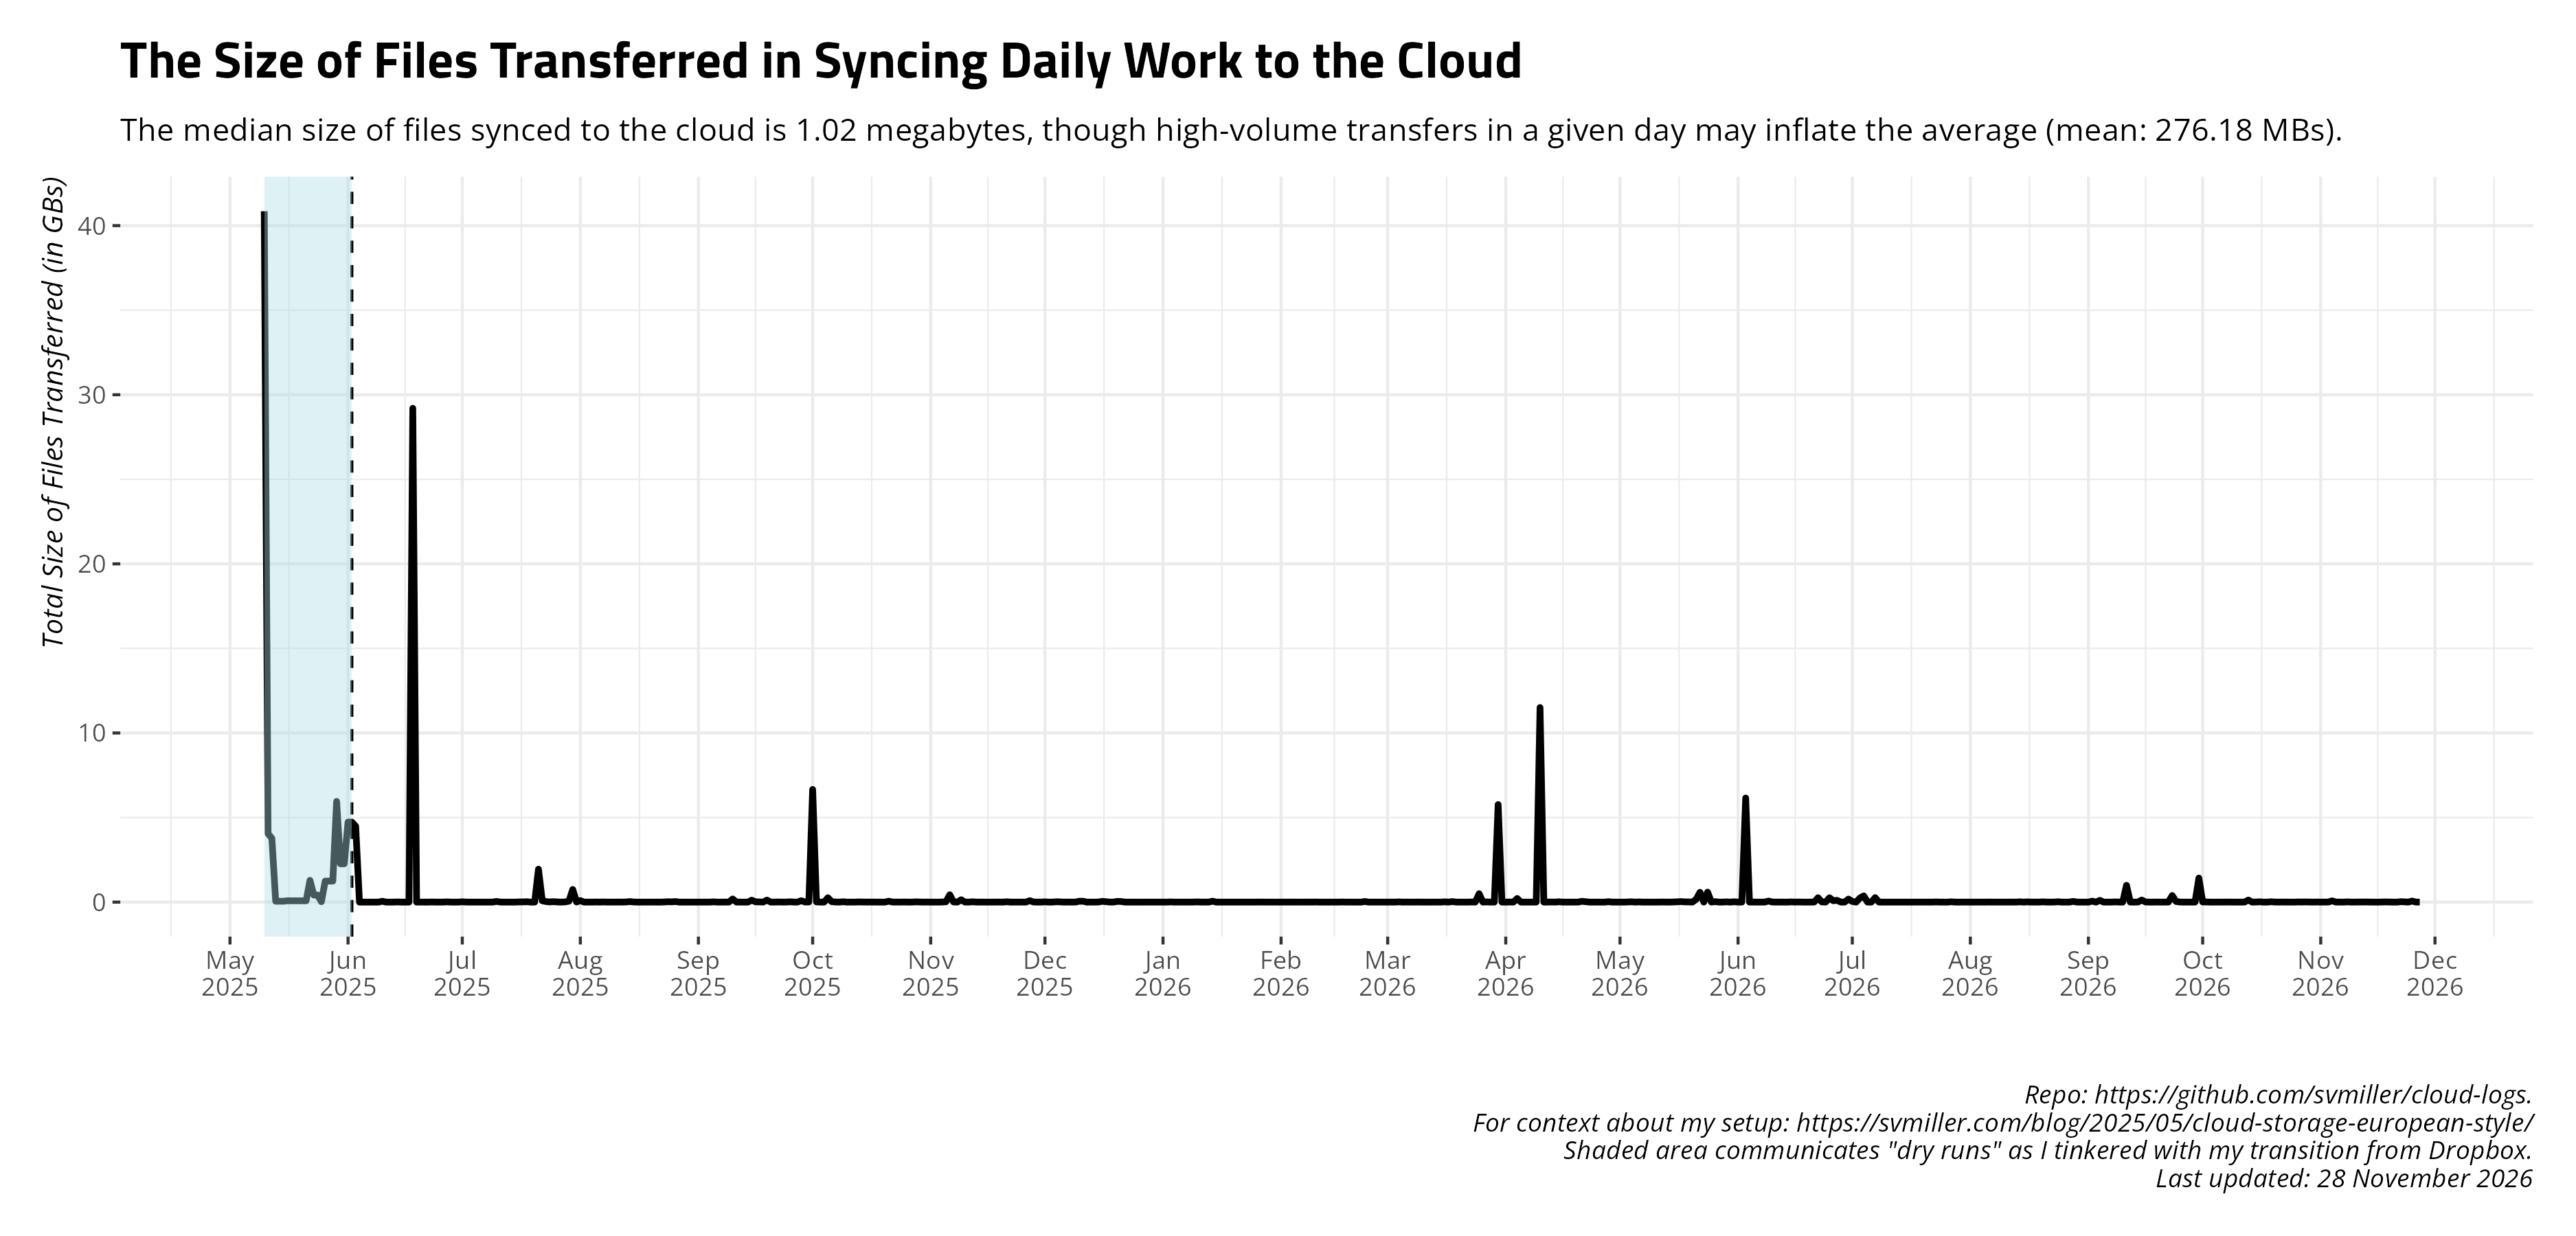 The Size of Files Transferred in Syncing Daily Work to the Cloud
The median size of files synced to the cloud is 1.02 megabytes, though high-volume transfers in a given day may inflate the average (mean: 276.18 MBs).
Total Size of Files Transferred (in GBs)
40
30
20
10
0
May Jun Jul Aug Sep Oct Nov Dec Jan Feb Mar Apr May Jun Jul Aug Sep Oct Nov Dec
2025 2025 2025 2025 2025 2025 2025 2025 2026 2026 2026 2026 2026 2026 2026 2026 2026 2026 2026 2026
Repo: https://github.com/svmiller/cloud-logs.
For context about my setup: https://svmiller.com/blog/2025/05/cloud-storage-european-style/
Shaded area communicates "dry runs" as I tinkered with my transition from Dropbox.
Last updated: 28 November 2026